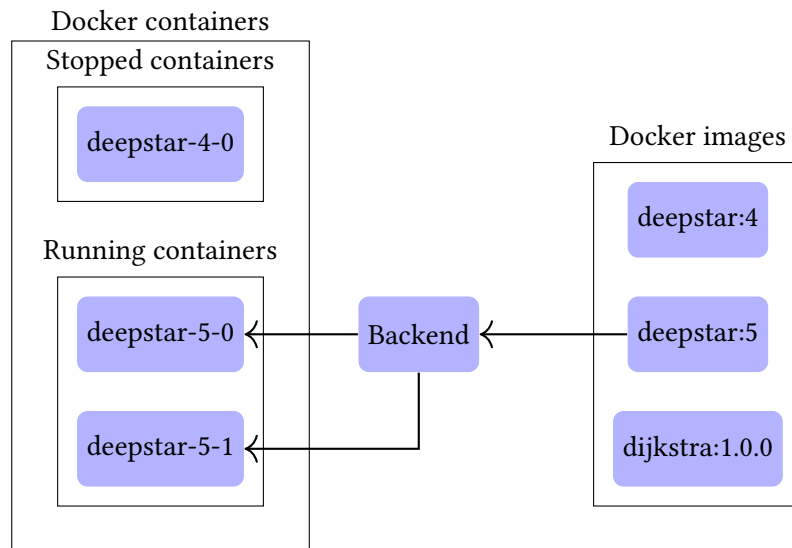 Docker containers
Stopped containers
deepstar-4-0
Running containers
deepstar-5-0
deepstar-5-1
Backend
Docker images
deepstar:4
deepstar:5
dijkstra:1.0.0